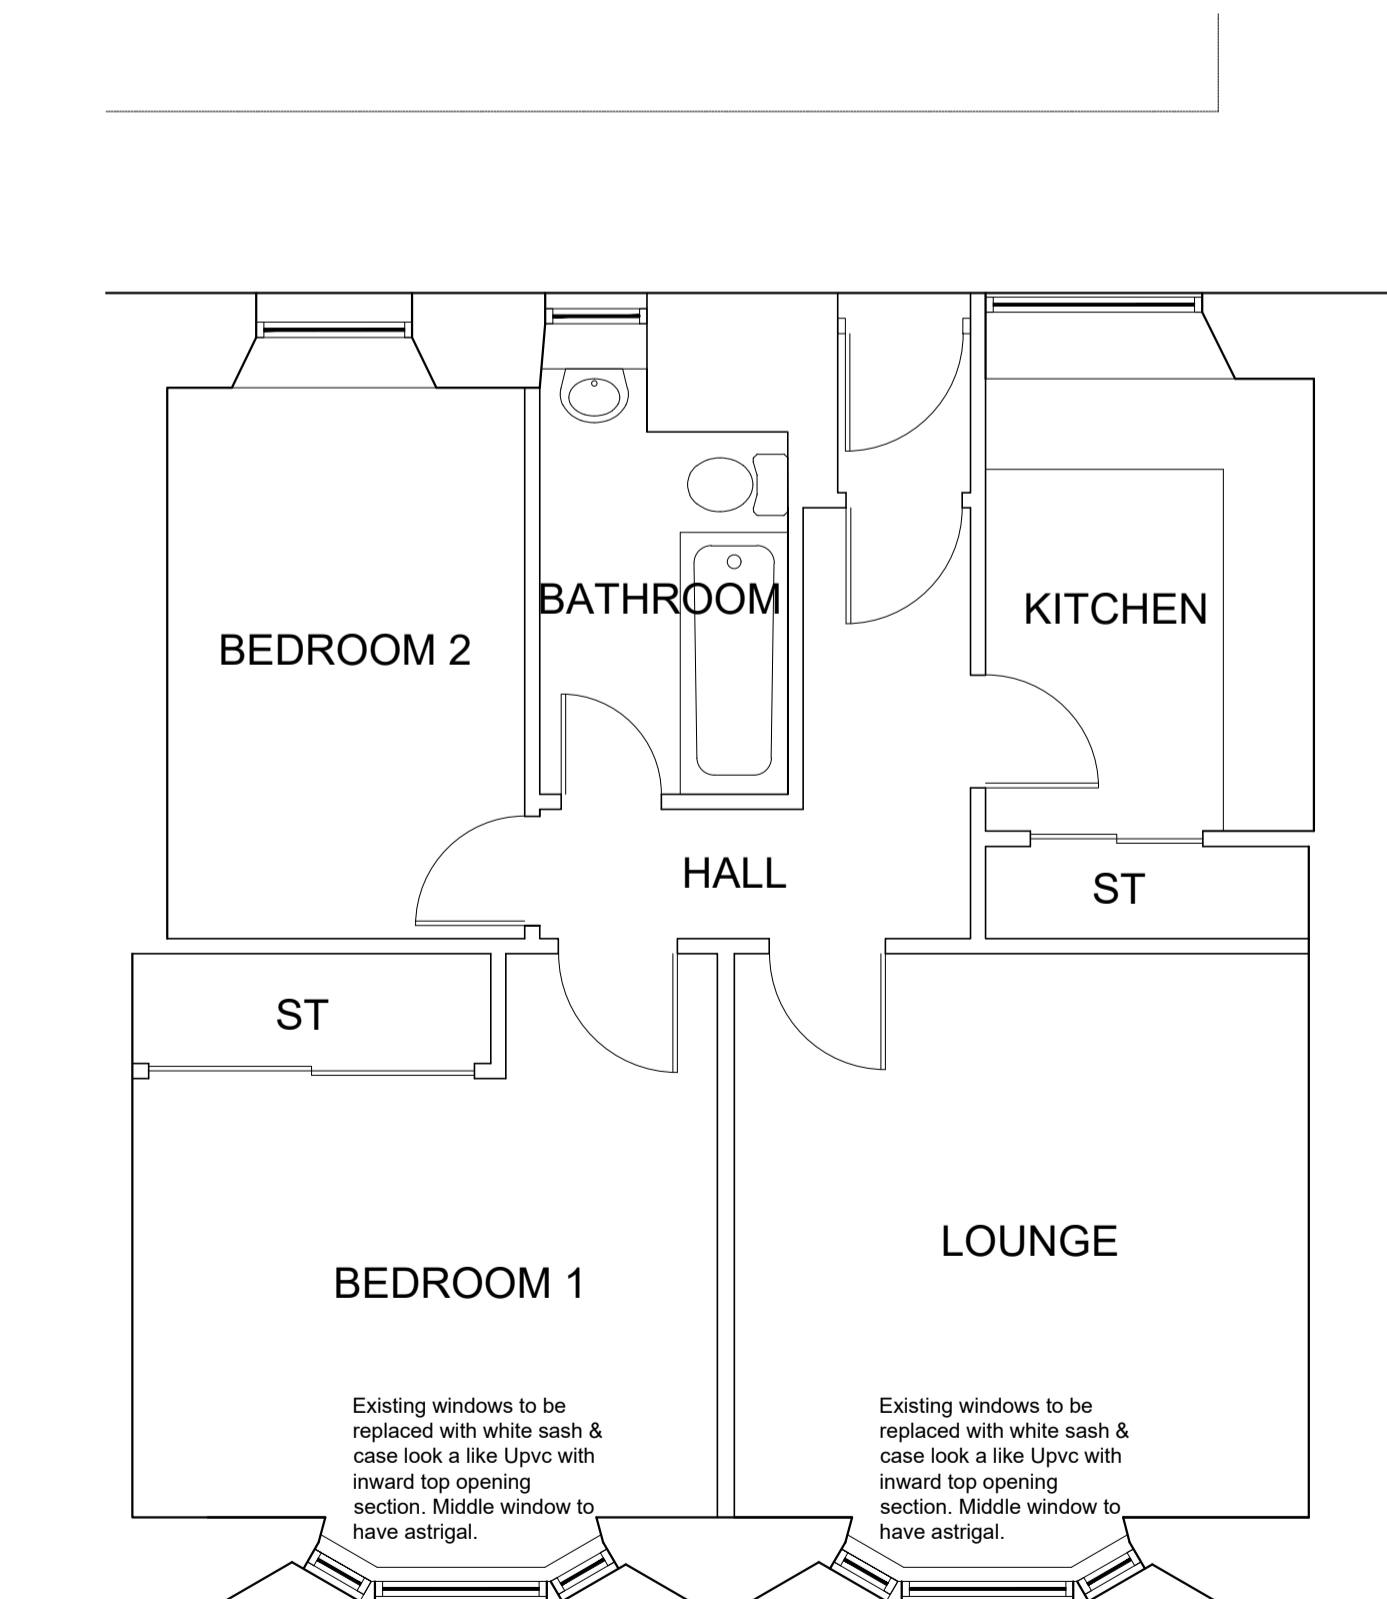 BATHROOM
KITCHEN
BEDROOM 2
HALL
ST
ST
LOUNGE
BEDROOM 1
Existing windows to be
replaced with white sash &
case look a like Upvc with
inward top opening
section. Middle window to
have astrigal.
Existing windows to be
replaced with white sash &
case look a like Upvc with
inward top opening
section. Middle window to
have astrigal.